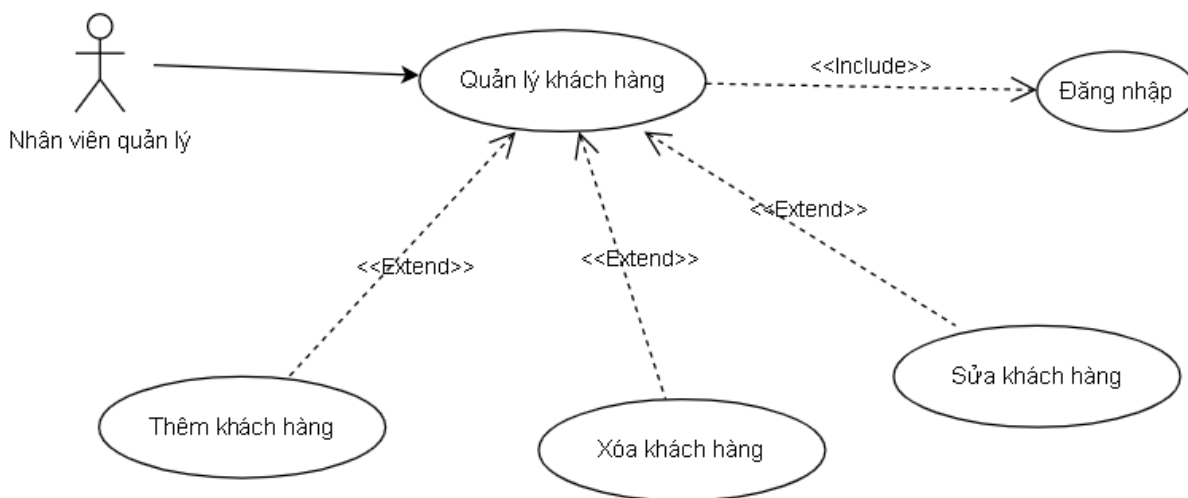 Quản lý khách hàng
<<Include>>
Đăng nhập
Nhân viên quản lý
<<Extend>>
<<Extend>>
<<Extend>>
Sửa khách hàng
Thêm khách hàng
Xóa khách hàng